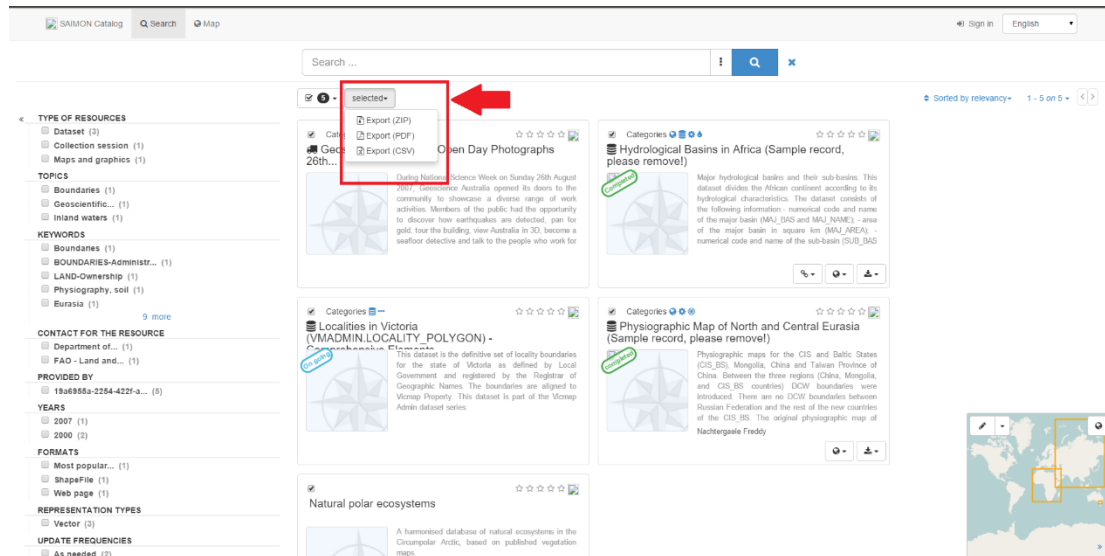 SAIMON Catalog Search Map Sign in English
Search ...
5 selected Sorted by relevancy 1 - 5 on 5
Export (ZIP)
Export (PDF)
Export (CSV)
TYPE OF RESOURCES
Dataset (3)
Collection session (1)
Maps and graphics (1)
TOPICS
Boundaries (1)
Geoscientific... (1)
Inland waters (1)
KEYWORDS
Boundaries (1)
BOUNDARIES-Administr... (1)
LAND-Ownership (1)
Physiography, soil (1)
Eurasia (1)
9 more
CONTACT FOR THE RESOURCE
Department of... (1)
FAO - Land and... (1)
PROVIDED BY
19a6955a-2254-422f-a... (5)
YEARS
2007 (1)
2000 (2)
FORMATS
Most popular... (1)
ShapeFile (1)
Web page (1)
REPRESENTATION TYPES
Vector (3)
UPDATE FREQUENCIES
As needed (2)
Open Day Photographs
26th...
During National Science Week on Sunday 26th August
2007, Geoscience Australia opened its doors to the
community to showcase a diverse range of work
activities. Members of the public had the opportunity
to discover how earthquakes are detected, pan for
gold, tour the building, view Australia in 3D, become a
seafloor detective and talk to the people who work for
Categories
Hydrological Basins in Africa (Sample record,
please remove!)
Completed
Major hydrological basins and their sub-basins. This
dataset divides the African continent according to its
hydrological characteristics. The dataset consists of
the following information:- numerical code and name
of the major basin (MAJ_BAS and MAJ_NAME); - area
of the major basin in square km (MAJ_AREA); -
numerical code and name of the sub-basin (SUB_BAS
Categories
Localities in Victoria
(VMADMIN.LOCALITY_POLYGON) -
Comprehensive Elements
On going
This dataset is the definitive set of locality boundaries
for the state of Victoria as defined by Local
Government and registered by the Registrar of
Geographic Names. The boundaries are aligned to
Vicmap Property. This dataset is part of the Vicmap
Admin dataset series.
Categories
Physiographic Map of North and Central Eurasia
(Sample record, please remove!)
Completed
Physiographic maps for the CIS and Baltic States
(CIS_BS), Mongolia, China and Taiwan Province of
China. Between the three regions (China, Mongolia,
and CIS_BS countries) DCW boundaries were
introduced. There are no DCW boundaries between
Russian Federation and the rest of the new countries
of the CIS_BS. The original physiographic map of
Nachtergaele Freddy
Natural polar ecosystems
A harmonised database of natural ecosystems in the
Circumpolar Arctic, based on published vegetation
maps.